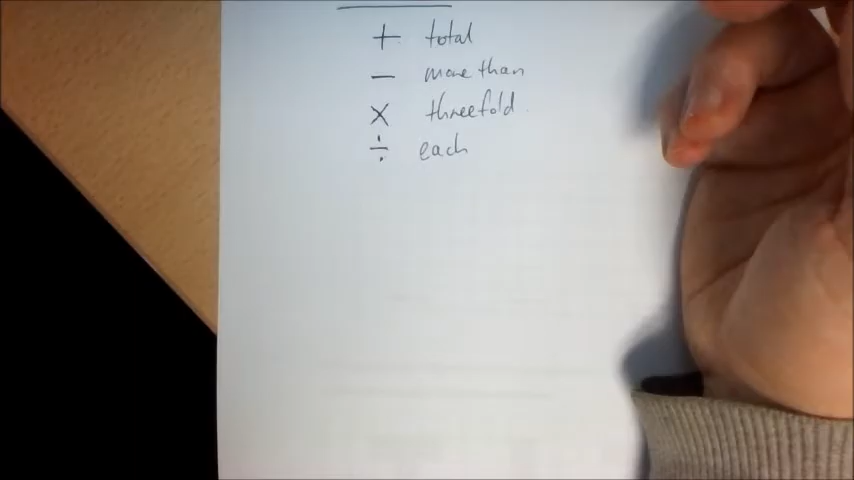 + total
− more than
× threefold
÷ each